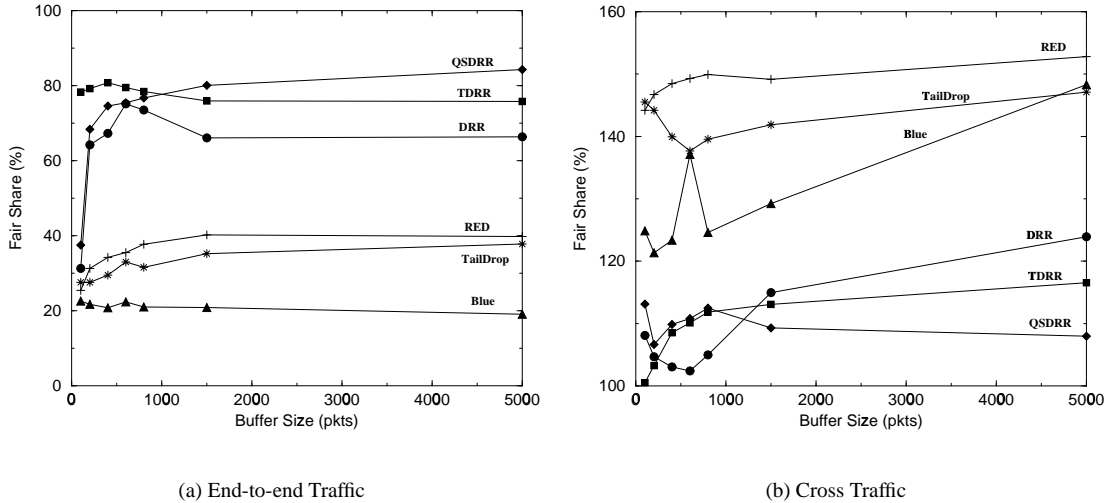 QSDRR
TDRR
DRR
RED
TailDrop
Blue
100
80
60
40
20
0
Fair Share (%)
0 1000 2000 3000 4000 5000
Buffer Size (pkts)
(a) End-to-end Traffic
RED
TailDrop
Blue
DRR
TDRR
QSDRR
160
140
120
100
Fair Share (%)
0 1000 2000 3000 4000 5000
Buffer Size (pkts)
(b) Cross Traffic